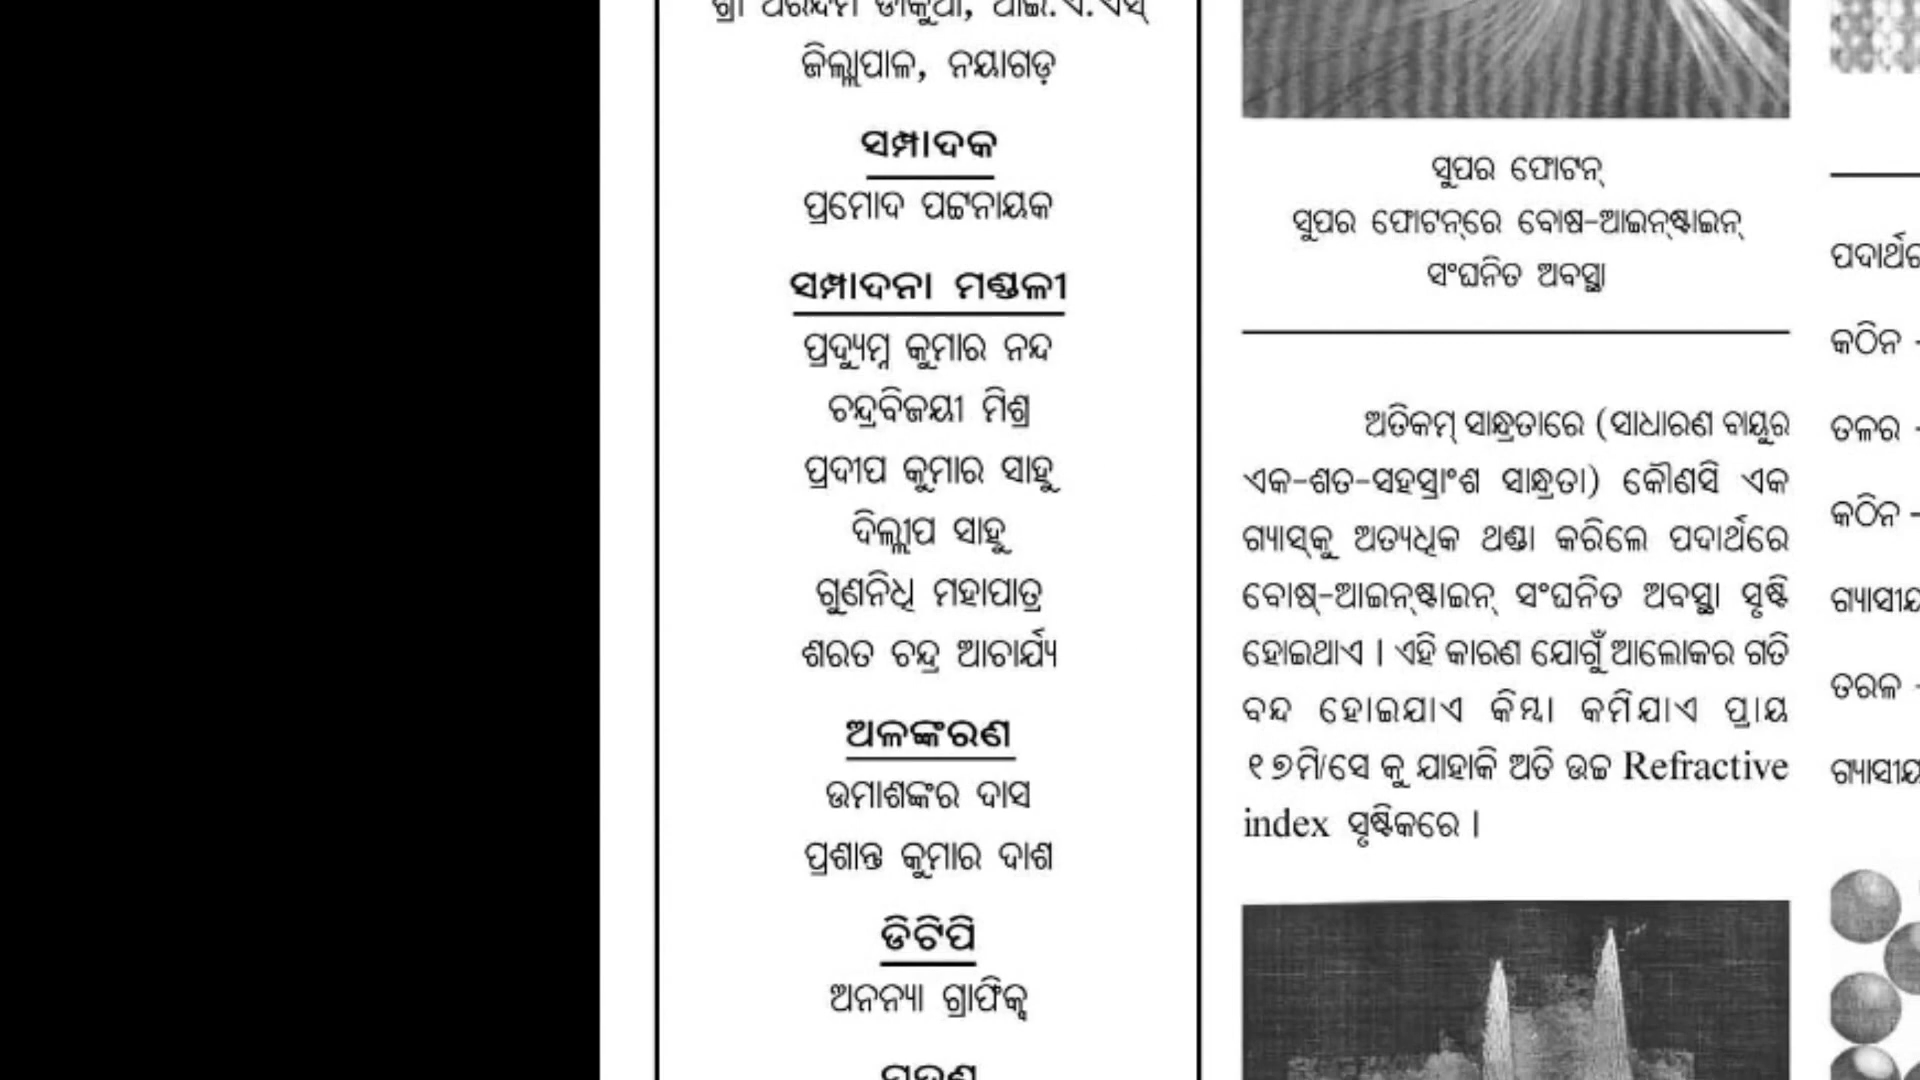 ଜିଲ୍ଲାପାଳ, ନୟାଗଡ଼
ସମ୍ପାଦକ
ପ୍ରମୋଦ ପଟ୍ଟନାୟକ
ସମ୍ପାଦନା ମଣ୍ଡଳୀ
ପ୍ରଦ୍ୟୁମ୍ନ କୁମାର ନନ୍ଦ
ଚନ୍ଦ୍ରବିଜୟୀ ମିଶ୍ର
ପ୍ରଦୀପ କୁମାର ସାହୁ
ଦିଲ୍ଲୀପ ସାହୁ
ଗୁଣନିଧି ମହାପାତ୍ର
ଶରତ ଚନ୍ଦ୍ର ଆଚାର୍ଯ୍ୟ
ଅଳଙ୍କରଣ
ଉମାଶଙ୍କର ଦାସ
ପ୍ରଶାନ୍ତ କୁମାର ଦାଶ
ଡିଟିପି
ଅନନ୍ୟା ଗ୍ରାଫିକ୍ସ
ସୁପର ଫୋଟନ୍
ସୁପର ଫୋଟନ୍‌ରେ ବୋଷ-ଆଇନ୍‌ଷ୍ଟାଇନ୍
ସଂଘନିତ ଅବସ୍ଥା
ଅତିକମ୍ ସାନ୍ଧ୍ରତାରେ (ସାଧାରଣ ବାୟୁର
ଏକ-ଶତ-ସହସ୍ରାଂଶ ସାନ୍ଧ୍ରତା) କୌଣସି ଏକ
ଗ୍ୟାସ୍‌କୁ ଅତ୍ୟଧିକ ଥଣ୍ଡା କରିଲେ ପଦାର୍ଥରେ
ବୋଷ୍-ଆଇନ୍‌ଷ୍ଟାଇନ୍ ସଂଘନିତ ଅବସ୍ଥା ସୃଷ୍ଟି
ହୋଇଥାଏ । ଏହି କାରଣ ଯୋଗୁଁ ଆଲୋକର ଗତି
ବନ୍ଦ ହୋଇଯାଏ କିମ୍ବା କମିଯାଏ ପ୍ରାୟ
୧୭ମି/ସେ କୁ ଯାହାକି ଅତି ଉଚ୍ଚ Refractive
index ସୃଷ୍ଟିକରେ ।
କଠିନ -
ତଳର -
କଠିନ -
ତରଳ -